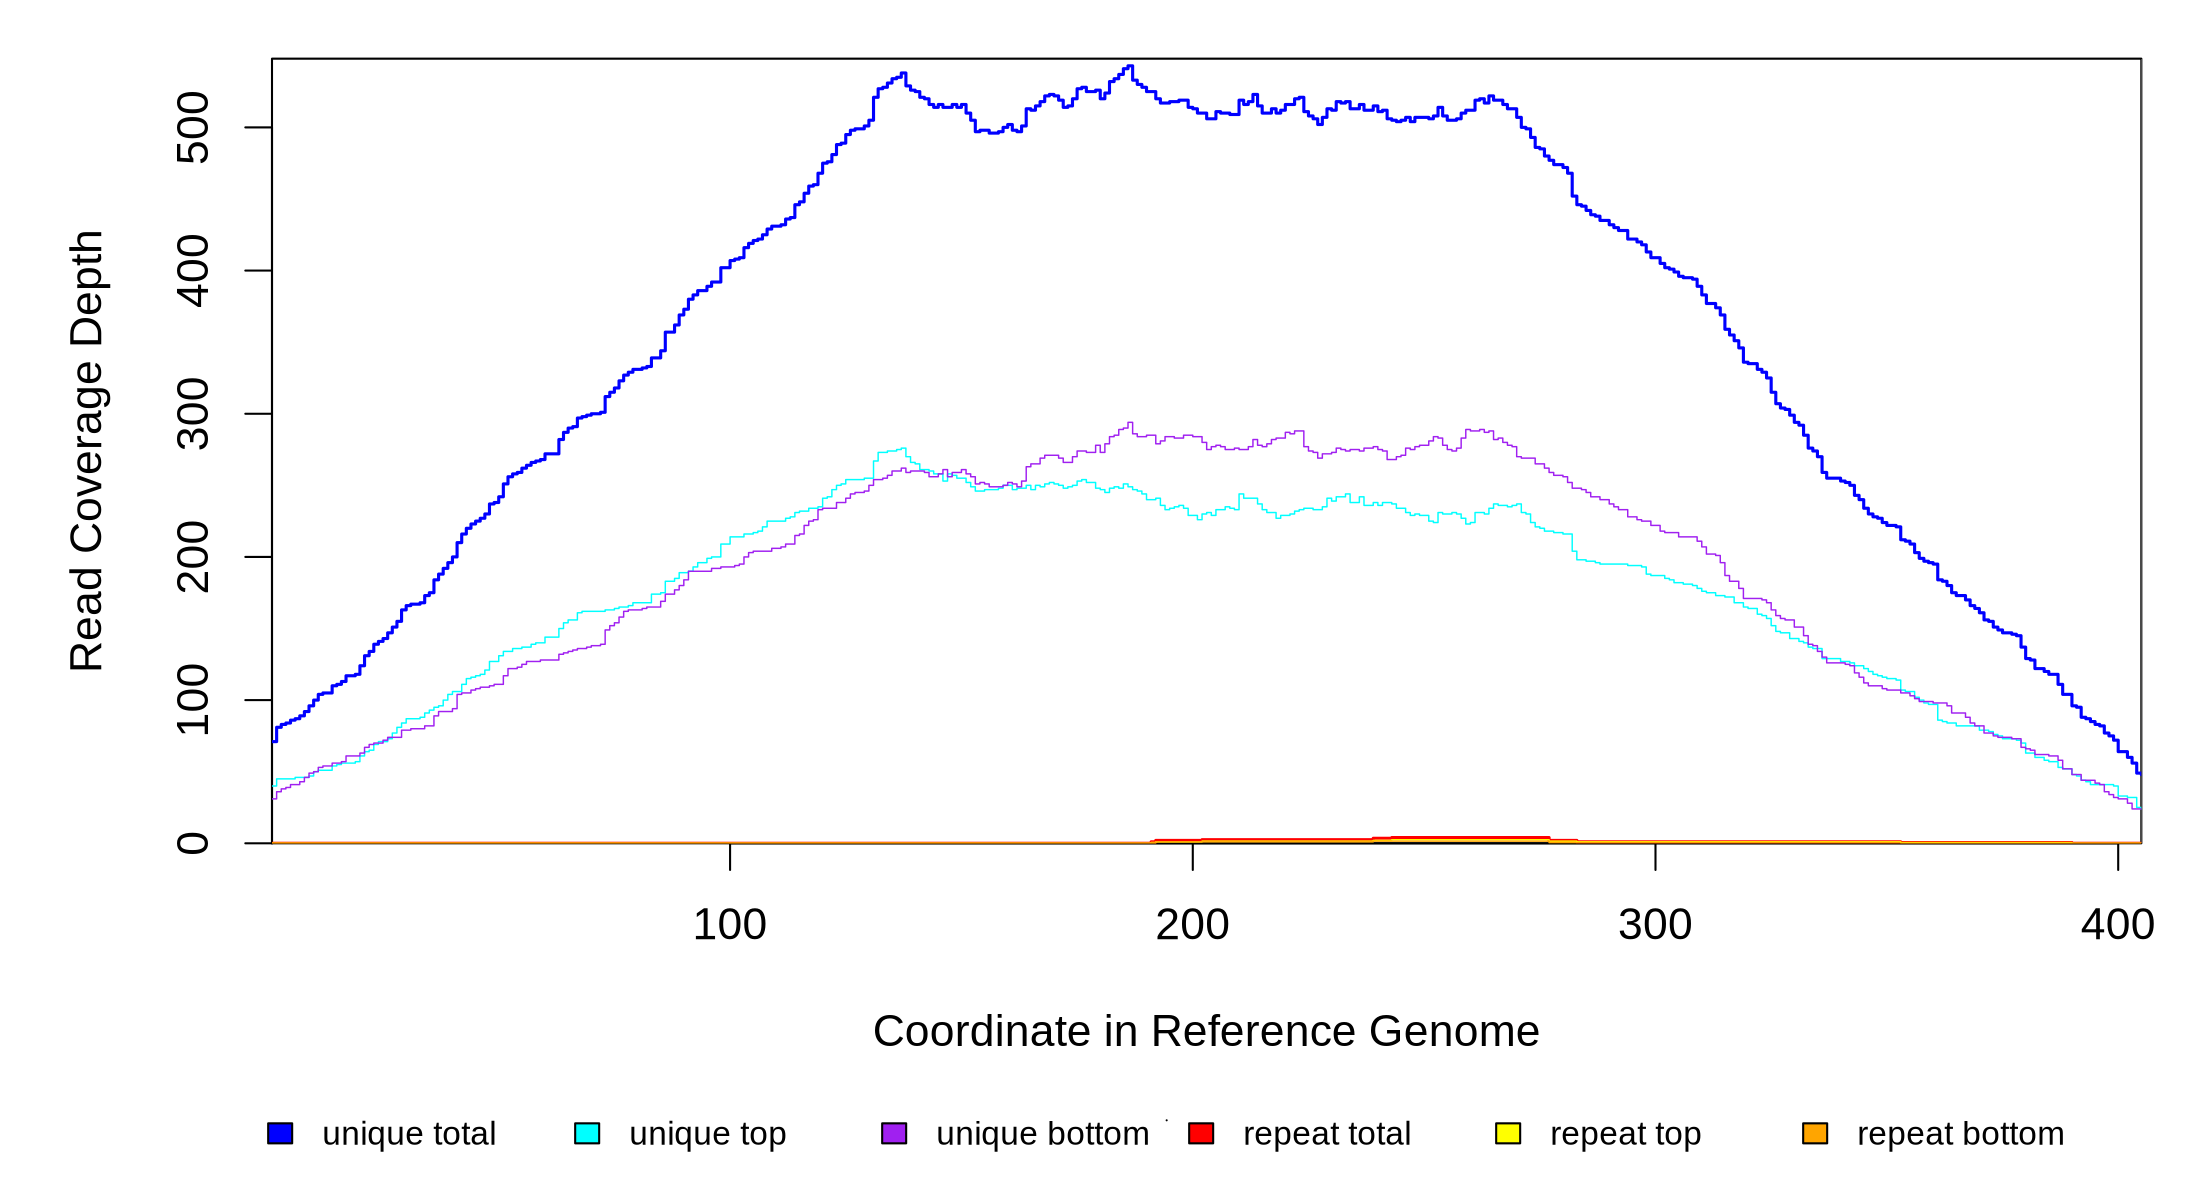 Read Coverage Depth
500
400
300
200
100
0
100 200 300 400
Coordinate in Reference Genome
unique total unique top unique bottom repeat total repeat top repeat bottom